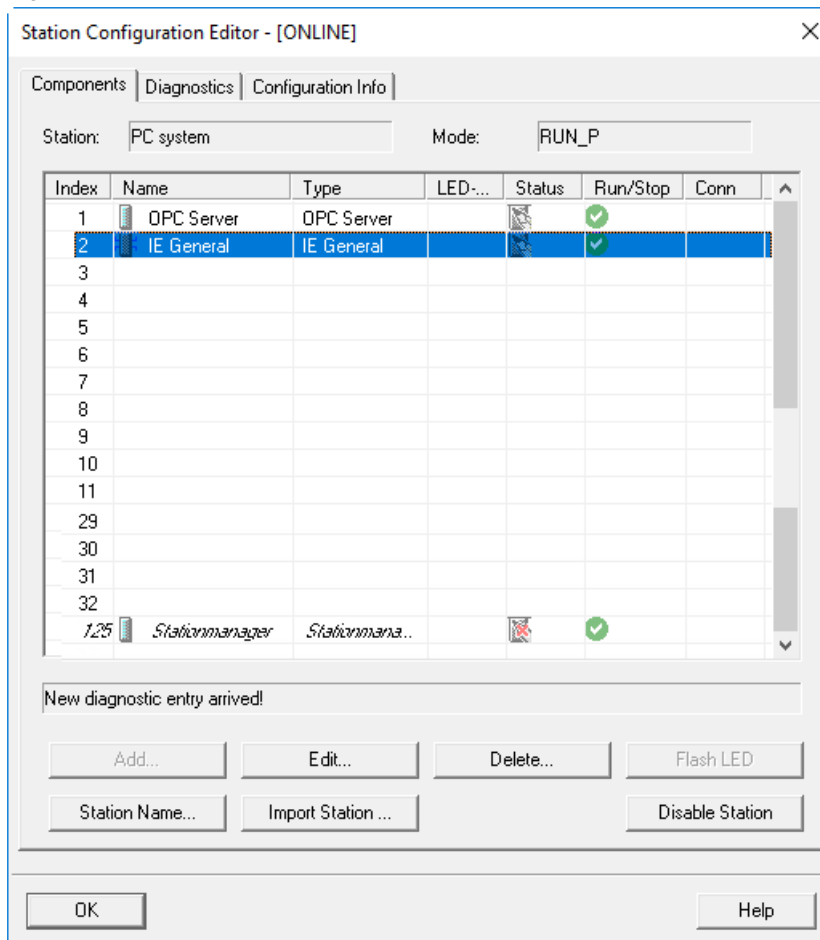 Station Configuration Editor - [ONLINE]
Components Diagnostics Configuration Info
Station: PC system Mode: RUN_P
Index Name Type LED-... Status Run/Stop Conn
1 OPC Server OPC Server
2 IE General IE General
3
4
5
6
7
8
9
10
11
29
30
31
32
125 Stationmanager Stationmana...
New diagnostic entry arrived!
Add... Edit... Delete... Flash LED
Station Name... Import Station ... Disable Station
OK Help